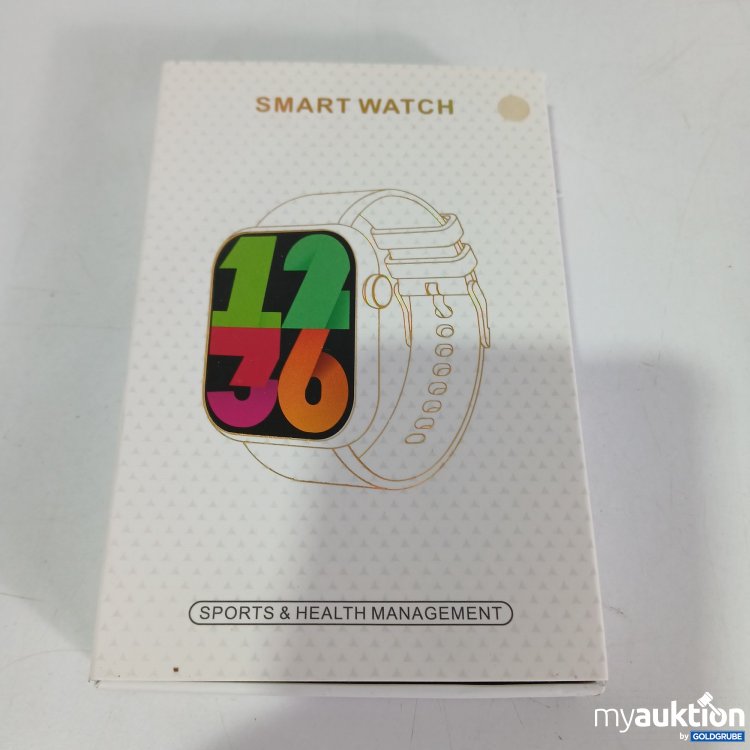 SMART WATCH
12
36
SPORTS & HEALTH MANAGEMENT
myauktion
by GOLDGRUBE